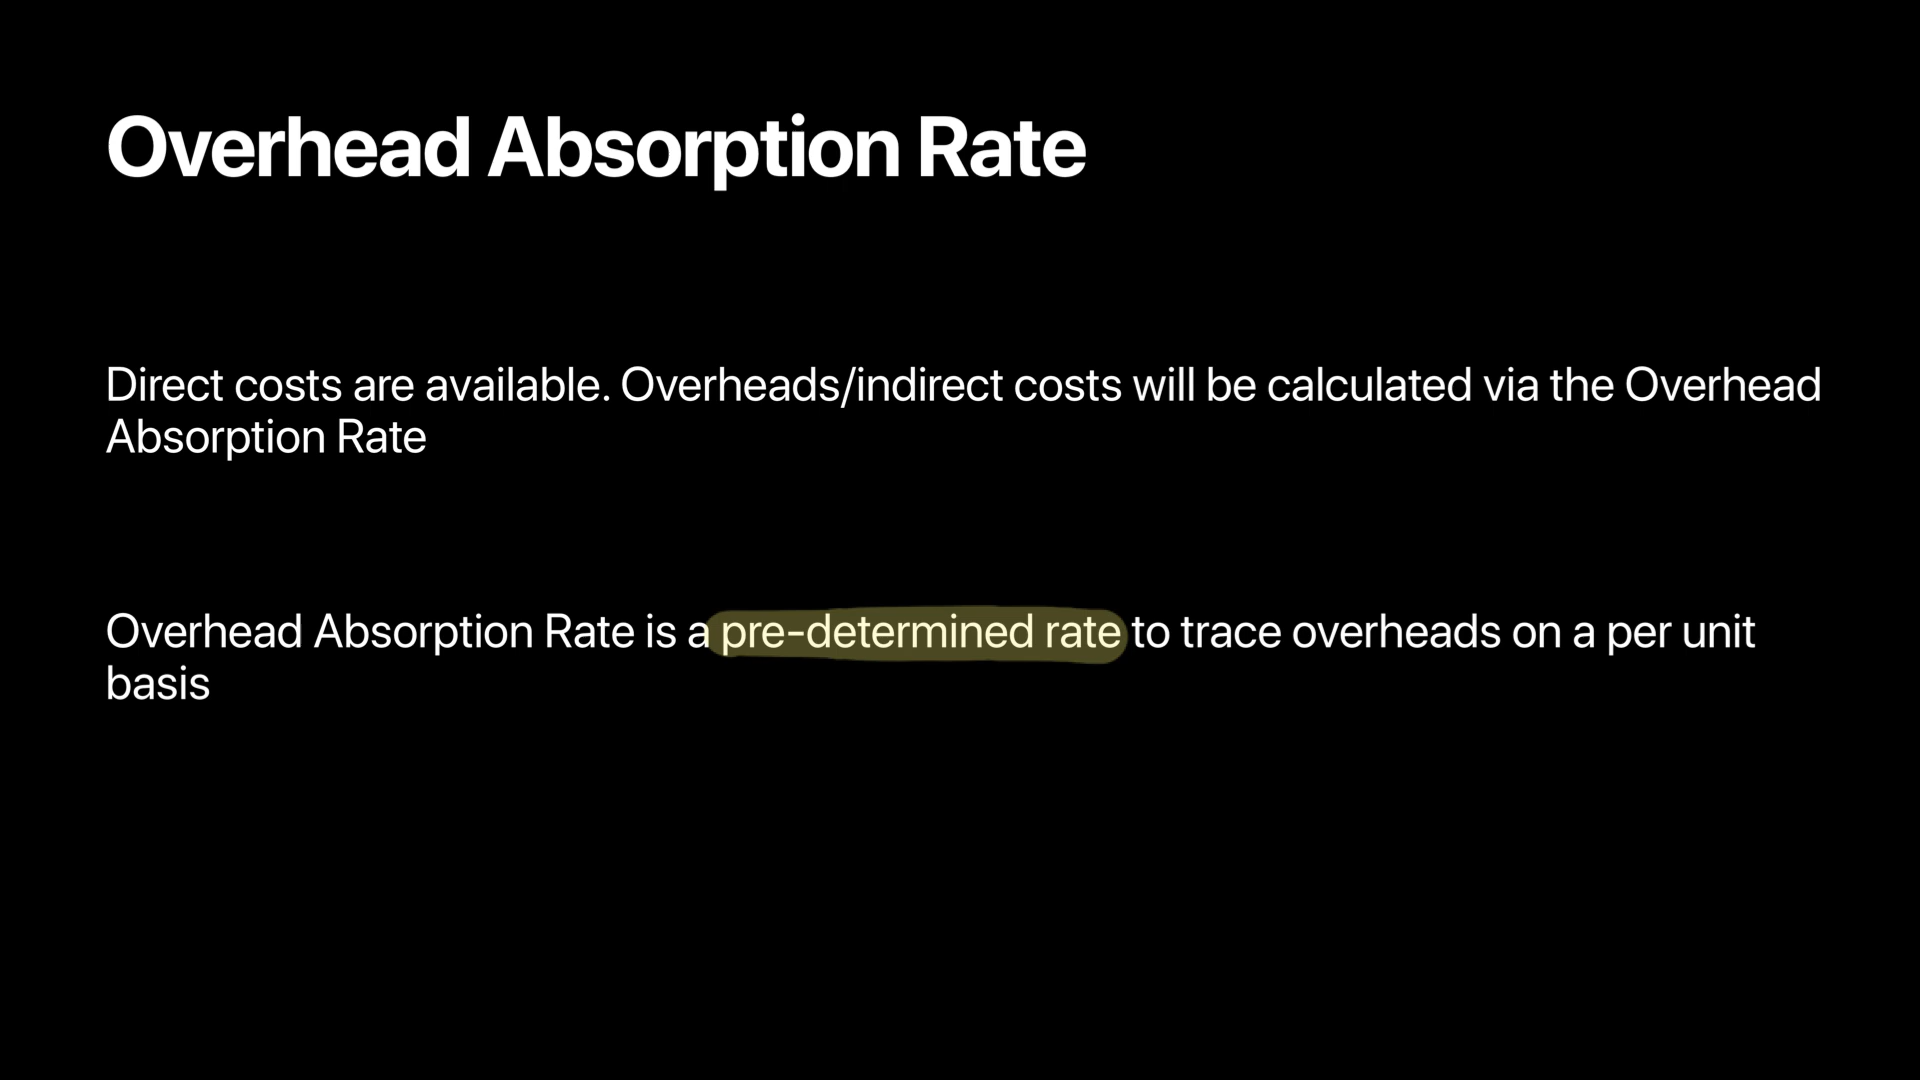 Overhead Absorption Rate
Direct costs are available. Overheads/indirect costs will be calculated via the Overhead
Absorption Rate
Overhead Absorption Rate is a pre-determined rate to trace overheads on a per unit
basis